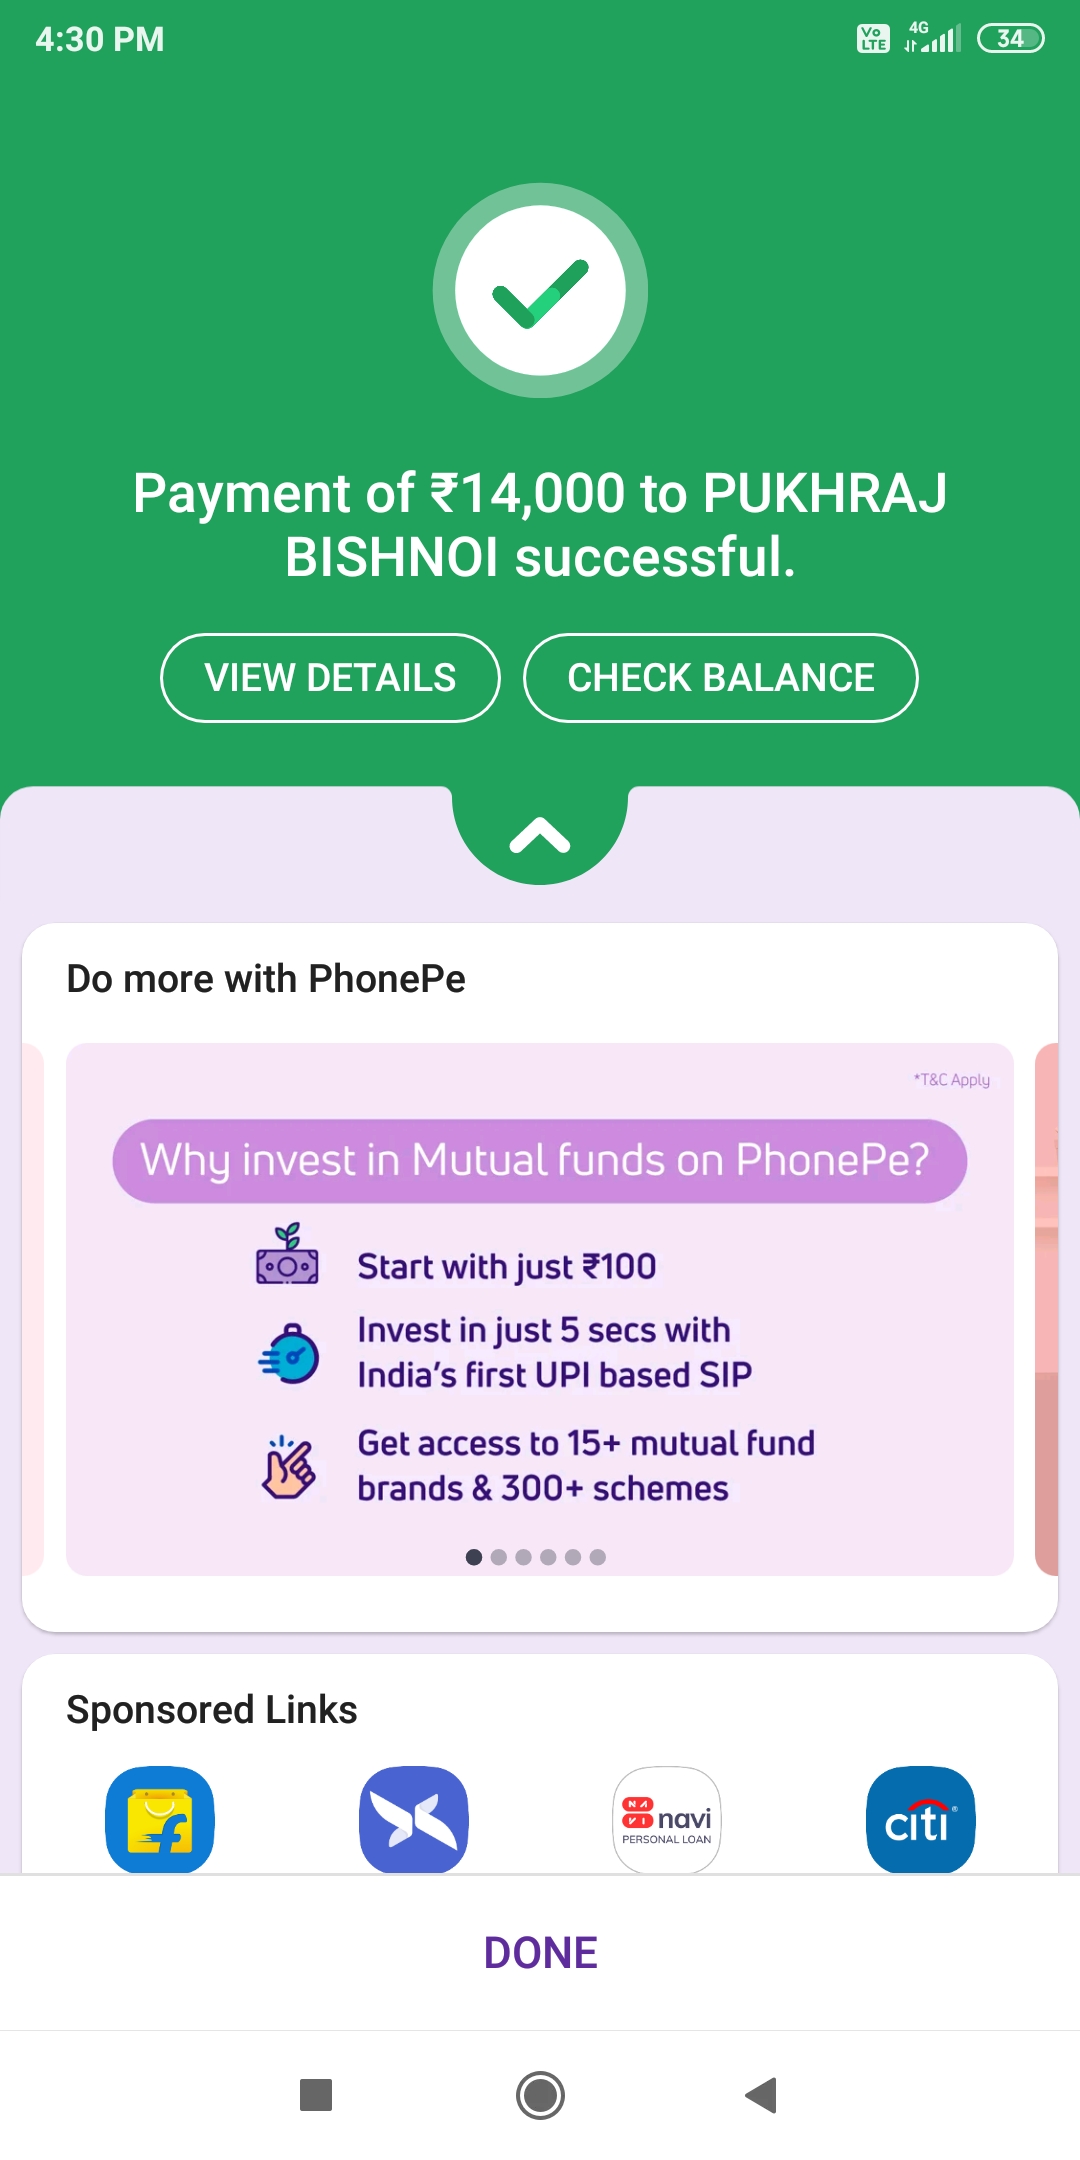 4:30 PM
Vo LTE 4G 34
Payment of ₹14,000 to PUKHRAJ
BISHNOI successful.
VIEW DETAILS CHECK BALANCE
Do more with PhonePe
*T&C Apply
Why invest in Mutual funds on PhonePe?
Start with just ₹100
Invest in just 5 secs with
India's first UPI based SIP
Get access to 15+ mutual fund
brands & 300+ schemes
Sponsored Links
NAVI navi
PERSONAL LOAN
citi®
DONE